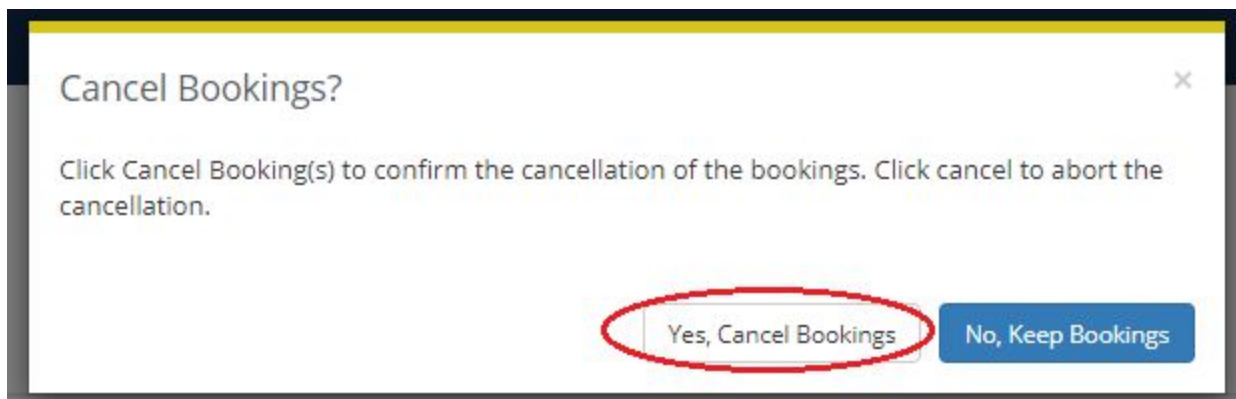 Cancel Bookings?
×
Click Cancel Booking(s) to confirm the cancellation of the bookings. Click cancel to abort the
cancellation.
Yes, Cancel Bookings
No, Keep Bookings